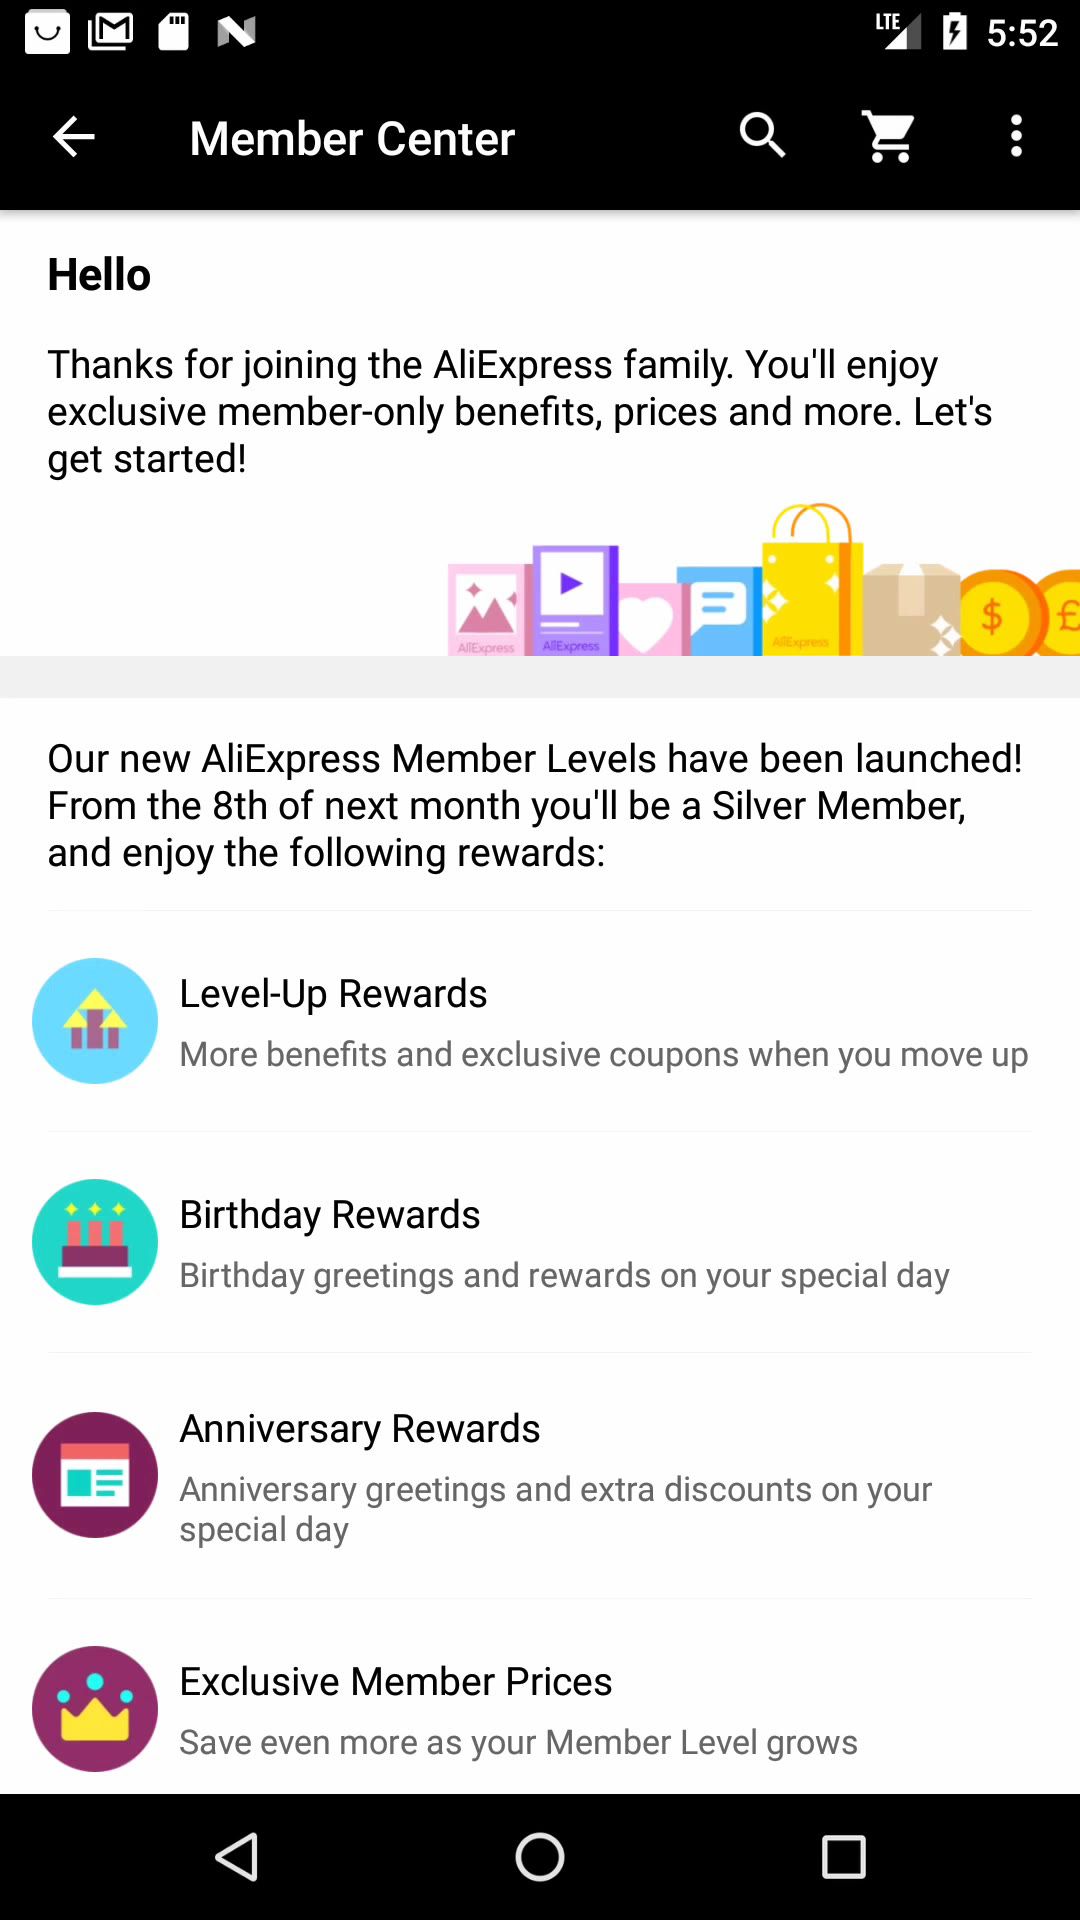 LTE 5:52
Member Center
Hello
Thanks for joining the AliExpress family. You'll enjoy
exclusive member-only benefits, prices and more. Let's
get started!
AliExpress AliExpress AliExpress $ £
Our new AliExpress Member Levels have been launched!
From the 8th of next month you'll be a Silver Member,
and enjoy the following rewards:
Level-Up Rewards
More benefits and exclusive coupons when you move up
Birthday Rewards
Birthday greetings and rewards on your special day
Anniversary Rewards
Anniversary greetings and extra discounts on your
special day
Exclusive Member Prices
Save even more as your Member Level grows